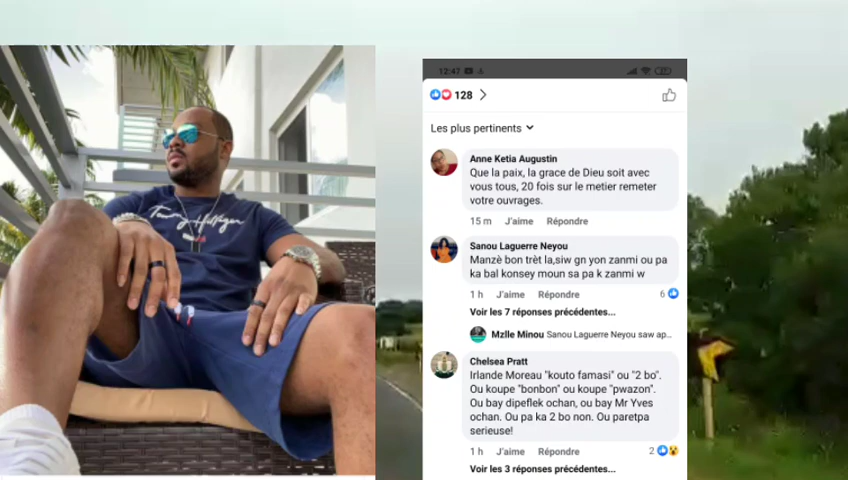 Tommy Hilfiger
12:47
128
Les plus pertinents
Anne Ketia Augustin
Que la paix, la grace de Dieu soit avec
vous tous, 20 fois sur le metier remeter
votre ouvrages.
15 m J'aime Répondre
Sanou Laguerre Neyou
Manzè bon trèt la,siw gn yon zanmi ou pa
ka bal konsey moun sa pa k zanmi w
1 h J'aime Répondre 6
Voir les 7 réponses précédentes...
Mzlle Minou Sanou Laguerre Neyou saw ap...
Chelsea Pratt
Irlande Moreau "kouto famasi" ou "2 bo".
Ou koupe "bonbon" ou koupe "pwazon".
Ou bay dipeflek ochan, ou bay Mr Yves
ochan. Ou pa ka 2 bo non. Ou paretpa
serieuse!
1 h J'aime Répondre 2
Voir les 3 réponses précédentes...